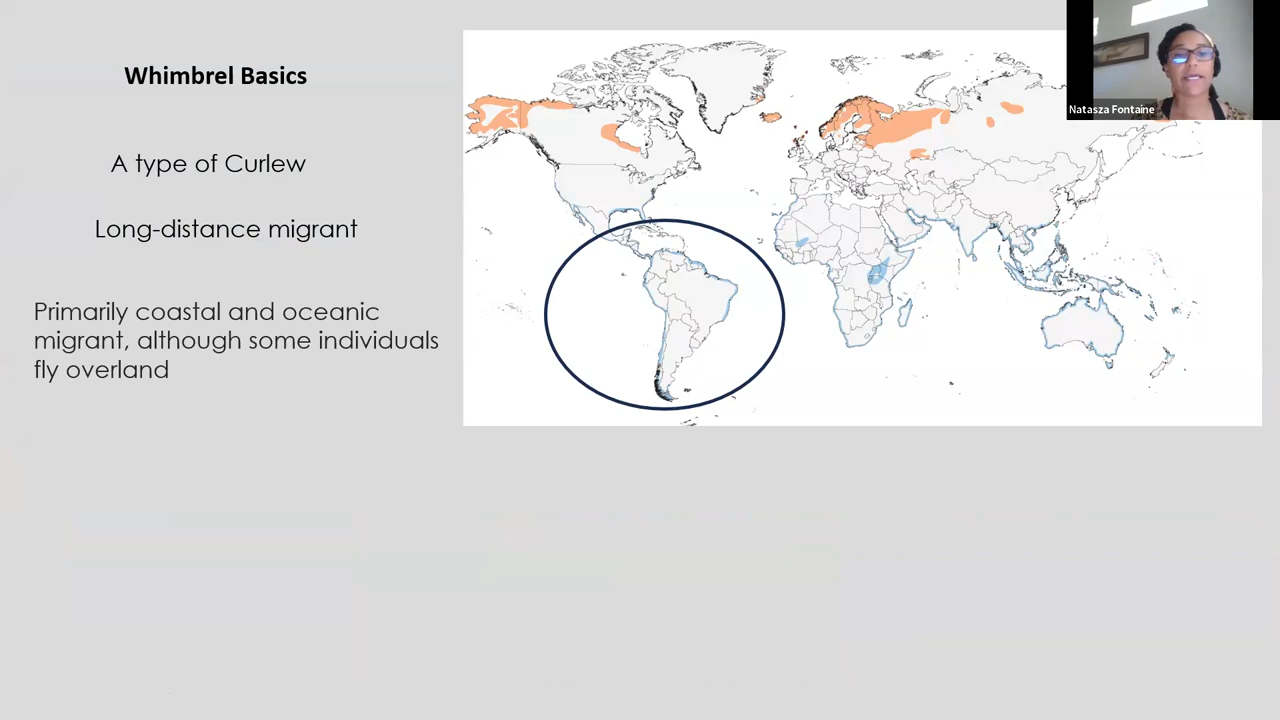 Whimbrel Basics
A type of Curlew
Long-distance migrant
Primarily coastal and oceanic
migrant, although some individuals
fly overland
Natasza Fontaine